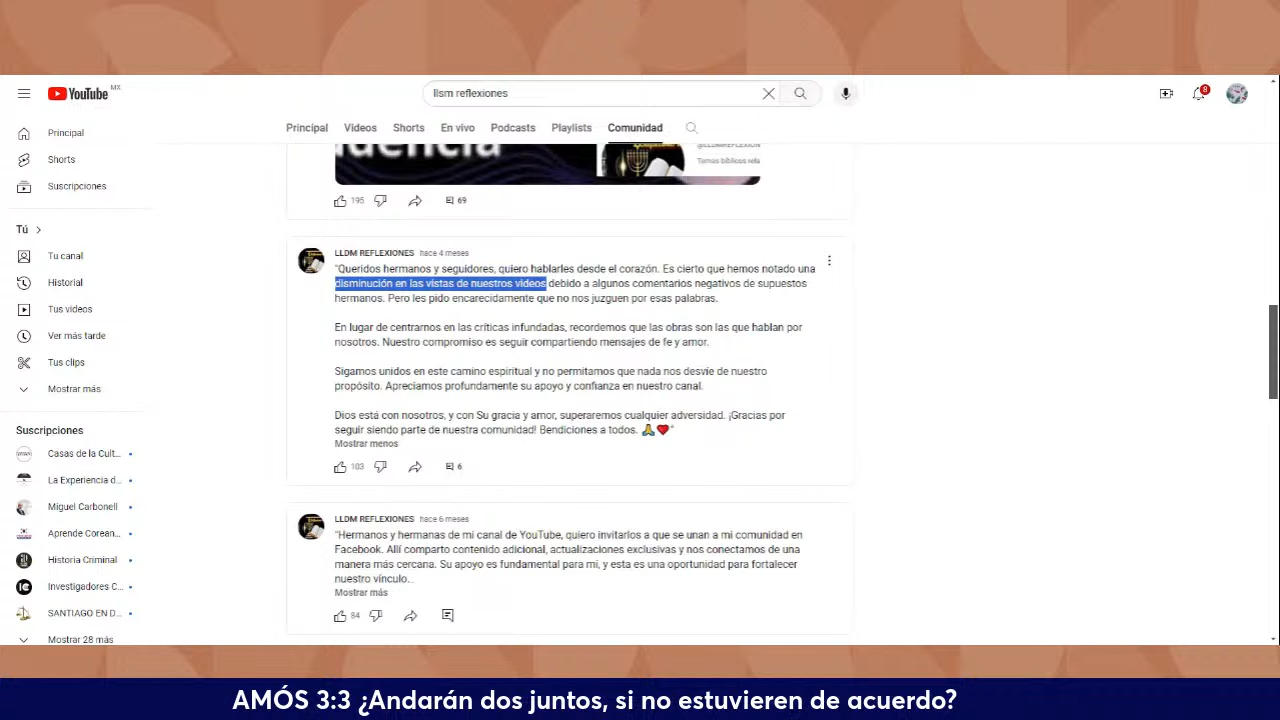 YouTube MX
llsm reflexiones
8
Principal
Shorts
Suscripciones
Tú
Tu canal
Historial
Tus videos
Ver más tarde
Tus clips
Mostrar más
Suscripciones
Casas de la Cult...
La Experiencia d...
Miguel Carbonell
Aprende Corean...
Historia Criminal
Investigadores C...
SANTIAGO EN D...
Mostrar 28 más
Principal Videos Shorts En vivo Podcasts Playlists Comunidad
@LLDMREFLEXION
Temas bíblicos rela
195 69
LLDM REFLEXIONES hace 4 meses
"Queridos hermanos y seguidores, quiero hablarles desde el corazón. Es cierto que hemos notado una
disminución en las vistas de nuestros videos debido a algunos comentarios negativos de supuestos
hermanos. Pero les pido encarecidamente que no nos juzguen por esas palabras.
En lugar de centrarnos en las críticas infundadas, recordemos que las obras son las que hablan por
nosotros. Nuestro compromiso es seguir compartiendo mensajes de fe y amor.
Sigamos unidos en este camino espiritual y no permitamos que nada nos desvíe de nuestro
propósito. Apreciamos profundamente su apoyo y confianza en nuestro canal.
Dios está con nosotros, y con Su gracia y amor, superaremos cualquier adversidad. ¡Gracias por
seguir siendo parte de nuestra comunidad! Bendiciones a todos. 🙏❤️"
Mostrar menos
103 6
LLDM REFLEXIONES hace 6 meses
"Hermanos y hermanas de mi canal de YouTube, quiero invitarlos a que se unan a mi comunidad en
Facebook. Allí comparto contenido adicional, actualizaciones exclusivas y nos conectamos de una
manera más cercana. Su apoyo es fundamental para mí, y esta es una oportunidad para fortalecer
nuestro vínculo...
Mostrar más
84
AMÓS 3:3 ¿Andarán dos juntos, si no estuvieren de acuerdo?